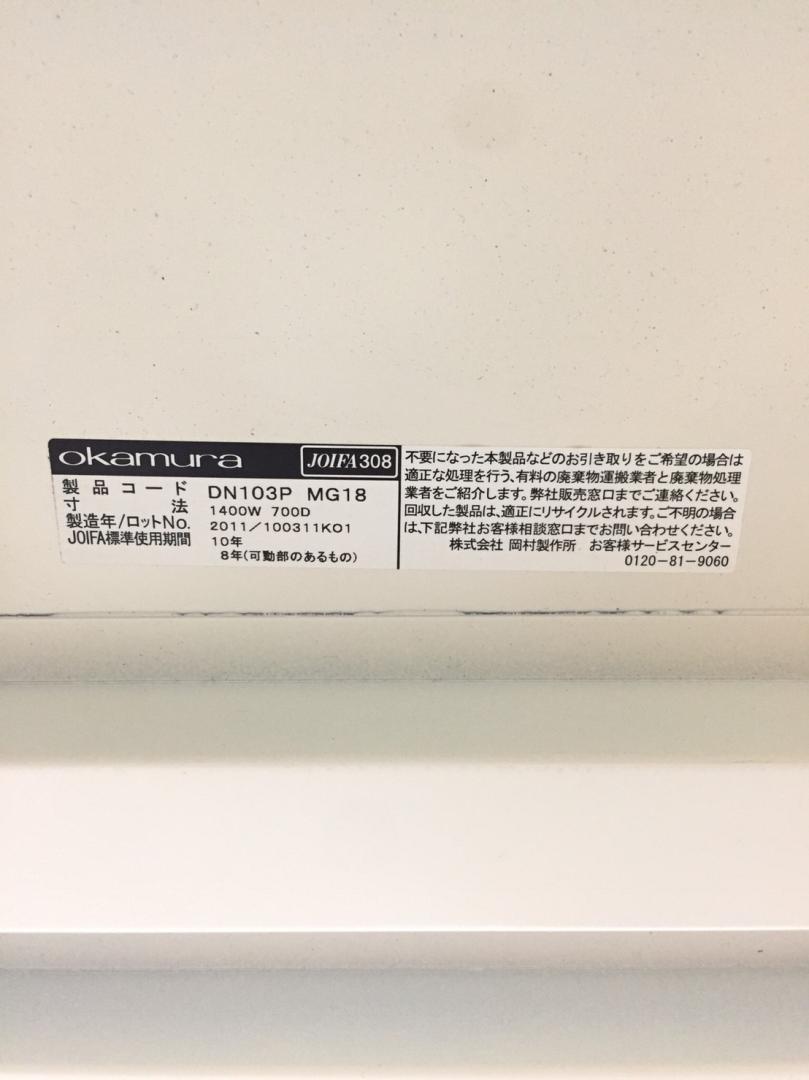 okamura JOIFA308
製品コード DN103P MG18
寸法 1400W 700D
製造年/ロットNo. 2011/100311K01
JOIFA標準使用期間 10年
8年(可動部のあるもの)
不要になった本製品などのお引き取りをご希望の場合は
適正な処理を行う、有料の廃棄物運搬業者と廃棄物処理
業者をご紹介します。弊社販売窓口までご連絡ください。
回収した製品は、適正にリサイクルされます。ご不明の場合
は、下記弊社お客様相談窓口までお問い合わせください。
株式会社 岡村製作所 お客様サービスセンター
0120-81-9060